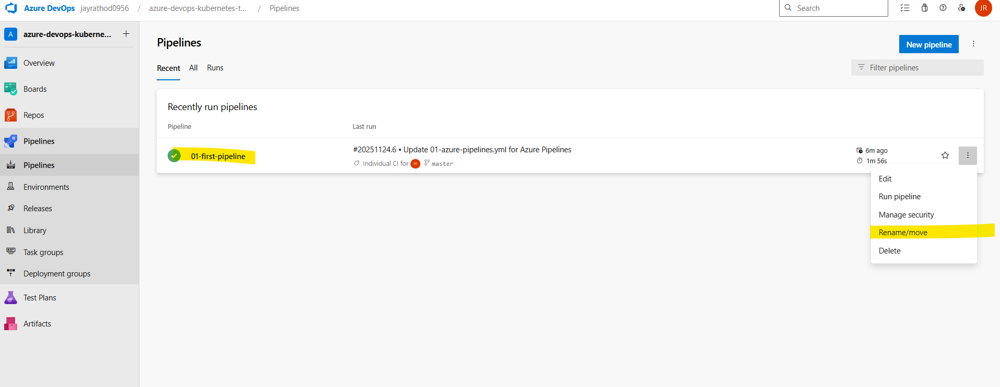 Azure DevOps jayrathod0956 / azure-devops-kubernetes-t... / Pipelines
Search
JR
A azure-devops-kuberne... +
Overview
Boards
Repos
Pipelines
Pipelines
Environments
Releases
Library
Task groups
Deployment groups
Test Plans
Artifacts
Pipelines
New pipeline
Recent All Runs
Filter pipelines
Recently run pipelines
Pipeline Last run
01-first-pipeline
#20251124.6 • Update 01-azure-pipelines.yml for Azure Pipelines
Individual CI for JR master
6m ago
1m 56s
Edit
Run pipeline
Manage security
Rename/move
Delete